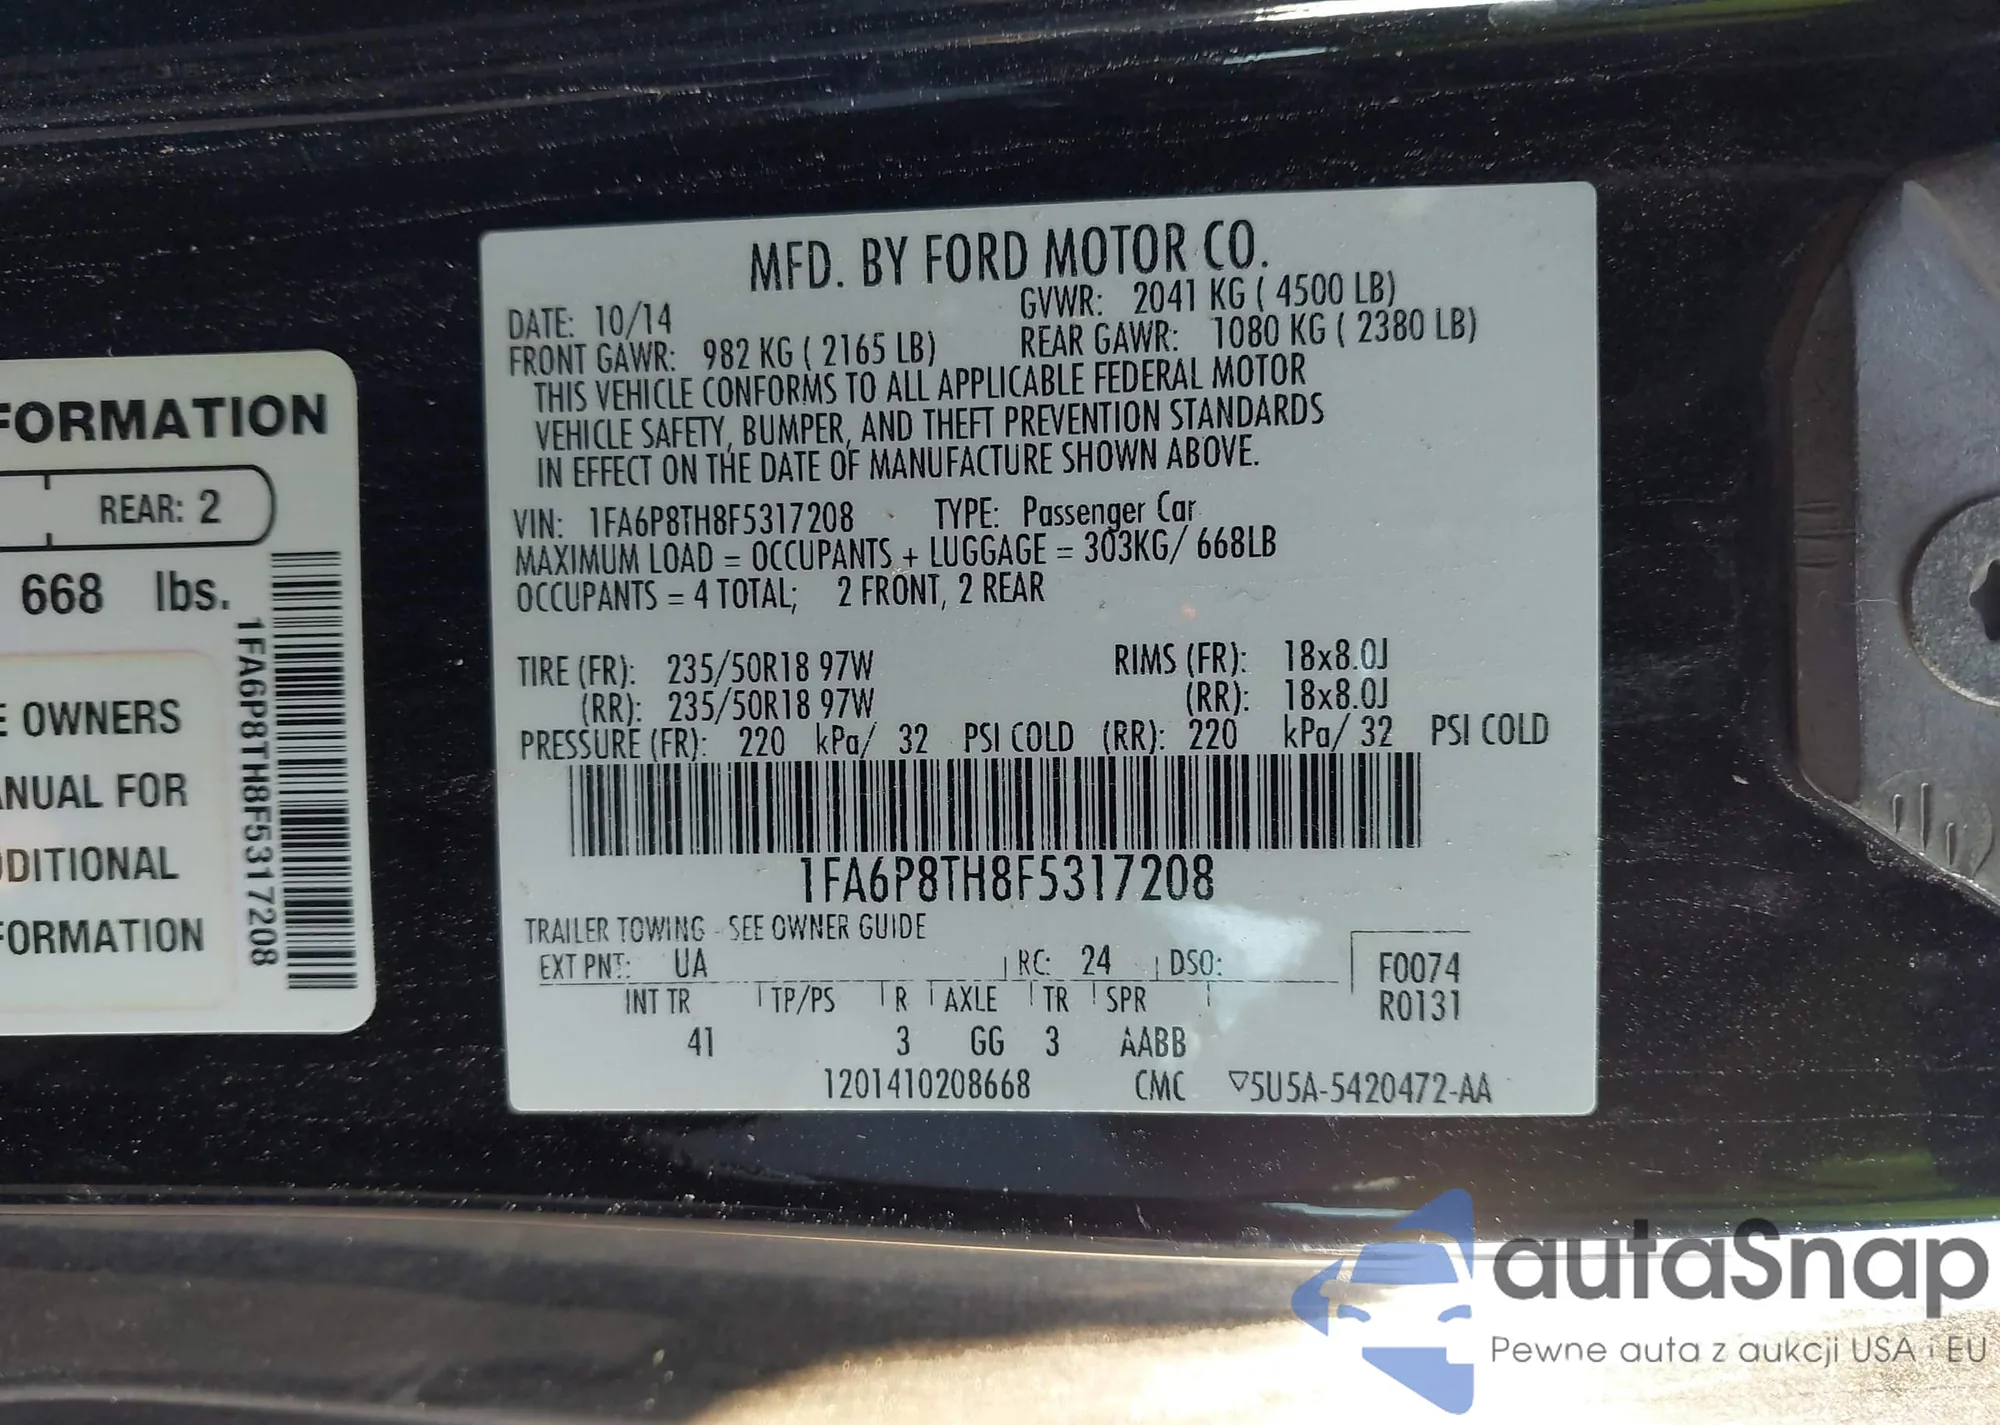 FORMATION
REAR: 2
668 lbs.
OWNERS
ANUAL FOR
DDITIONAL
FORMATION
1FA6P8TH8F5317208
MFD. BY FORD MOTOR CO.
DATE: 10/14 GVWR: 2041 KG ( 4500 LB)
FRONT GAWR: 982 KG ( 2165 LB) REAR GAWR: 1080 KG ( 2380 LB)
THIS VEHICLE CONFORMS TO ALL APPLICABLE FEDERAL MOTOR
VEHICLE SAFETY, BUMPER, AND THEFT PREVENTION STANDARDS
IN EFFECT ON THE DATE OF MANUFACTURE SHOWN ABOVE.
VIN: 1FA6P8TH8F5317208 TYPE: Passenger Car
MAXIMUM LOAD = OCCUPANTS + LUGGAGE = 303KG/ 668LB
OCCUPANTS = 4 TOTAL; 2 FRONT, 2 REAR
TIRE (FR): 235/50R18 97W RIMS (FR): 18x8.0J
(RR): 235/50R18 97W (RR): 18x8.0J
PRESSURE (FR): 220 kPa/ 32 PSI COLD (RR): 220 kPa/ 32 PSI COLD
1FA6P8TH8F5317208
TRAILER TOWING - SEE OWNER GUIDE
EXT PNT: UA RC: 24 DSO: F0074
INT TR TP/PS R AXLE TR SPR R0131
41 3 GG 3 AABB
1201410208668 CMC ▽5U5A-5420472-AA
autaSnap
Pewne auta z aukcji USA i EU